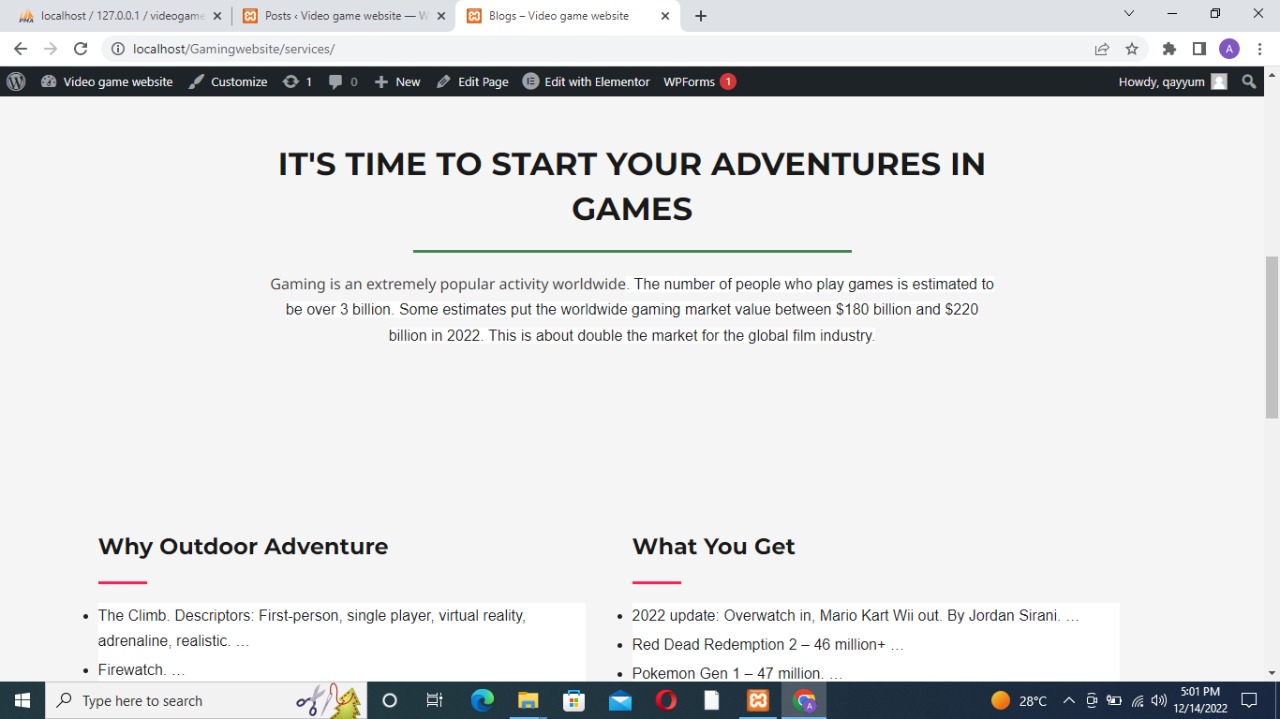 localhost / 127.0.0.1 / videogame
Posts ‹ Video game website — W
Blogs – Video game website
localhost/Gamingwebsite/services/
A
Video game website
Customize
1
0
New
Edit Page
Edit with Elementor
WPForms 1
Howdy, qayyum
IT'S TIME TO START YOUR ADVENTURES IN
GAMES
Gaming is an extremely popular activity worldwide. The number of people who play games is estimated to
be over 3 billion. Some estimates put the worldwide gaming market value between $180 billion and $220
billion in 2022. This is about double the market for the global film industry.
Why Outdoor Adventure
The Climb. Descriptors: First-person, single player, virtual reality,
adrenaline, realistic. ...
Firewatch. ...
What You Get
2022 update: Overwatch in, Mario Kart Wii out. By Jordan Sirani. ...
Red Dead Redemption 2 – 46 million+ ...
Pokemon Gen 1 – 47 million. ...
Type here to search
28°C
5:01 PM
12/14/2022